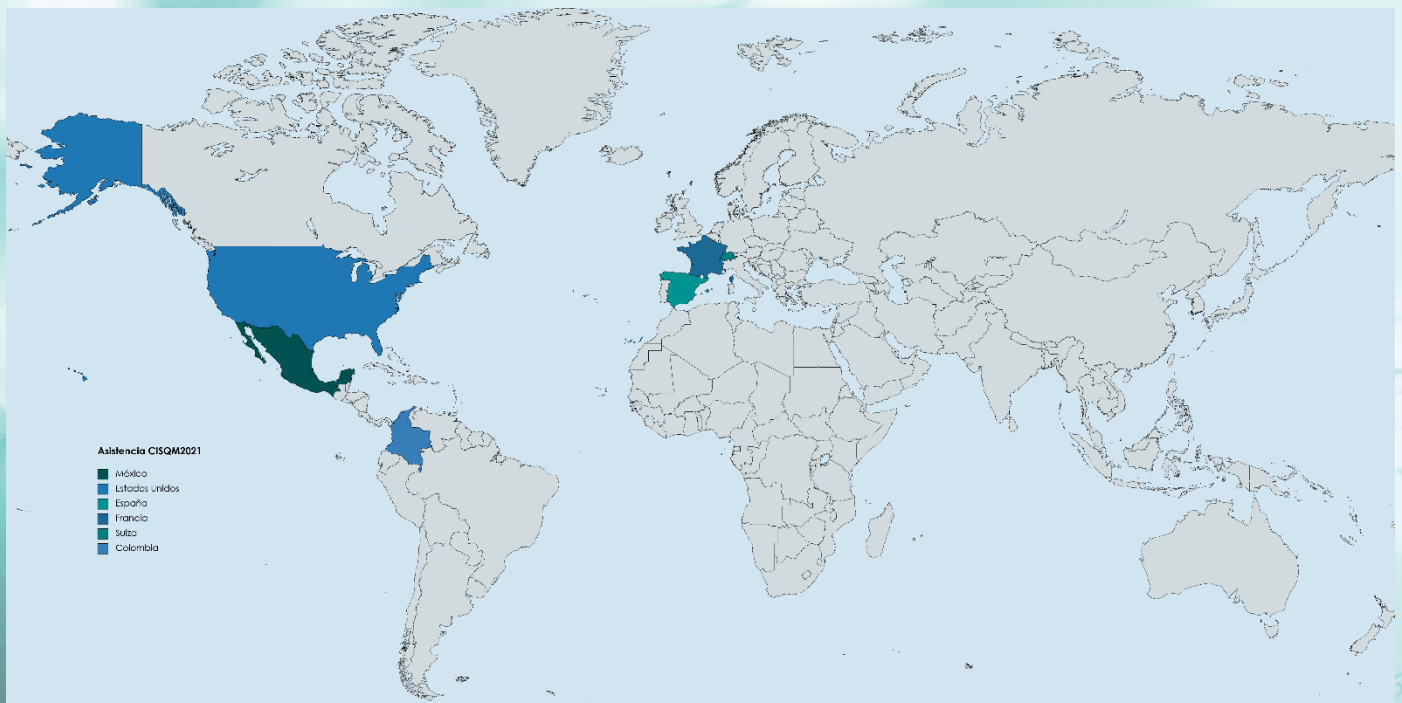 Asistencia CISQM2021
México
Estados Unidos
España
Francia
Suiza
Colombia